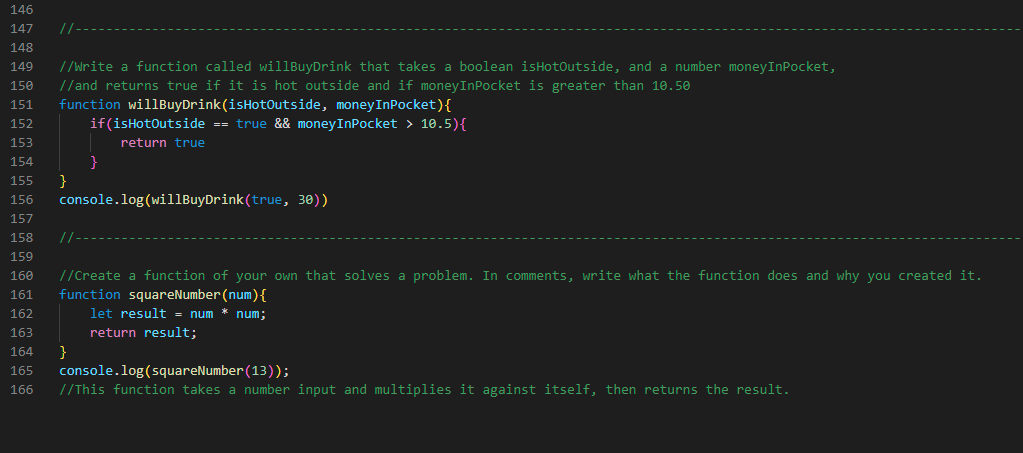 146
147 //---------------------------------------------------------------------------------------------------------------------------
148
149 //Write a function called willBuyDrink that takes a boolean isHotOutside, and a number moneyInPocket,
150 //and returns true if it is hot outside and if moneyInPocket is greater than 10.50
151 function willBuyDrink(isHotOutside, moneyInPocket){
152     if(isHotOutside == true && moneyInPocket > 10.5){
153         return true
154     }
155 }
156 console.log(willBuyDrink(true, 30))
157
158 //---------------------------------------------------------------------------------------------------------------------------
159
160 //Create a function of your own that solves a problem. In comments, write what the function does and why you created it.
161 function squareNumber(num){
162     let result = num * num;
163     return result;
164 }
165 console.log(squareNumber(13));
166 //This function takes a number input and multiplies it against itself, then returns the result.